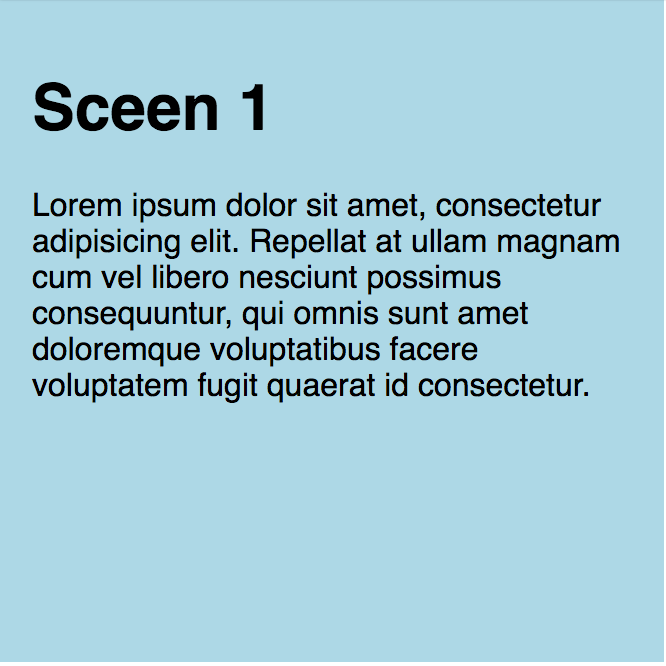 Sceen 1
Lorem ipsum dolor sit amet, consectetur
adipisicing elit. Repellat at ullam magnam
cum vel libero nesciunt possimus
consequuntur, qui omnis sunt amet
doloremque voluptatibus facere
voluptatem fugit quaerat id consectetur.